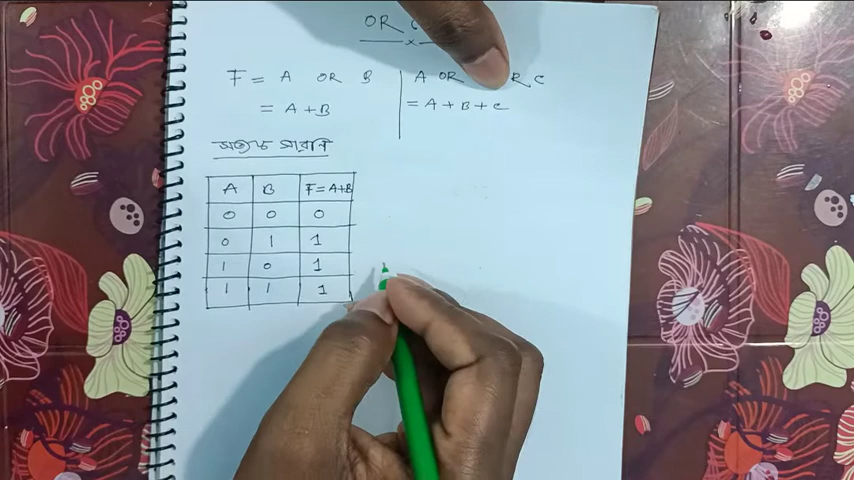 OR
F = A OR B
= A + B
A OR R C
= A + B + C
সত্যক সারণি
A B F = A+B
0 0 0
0 1 1
1 0 1
1 1 1